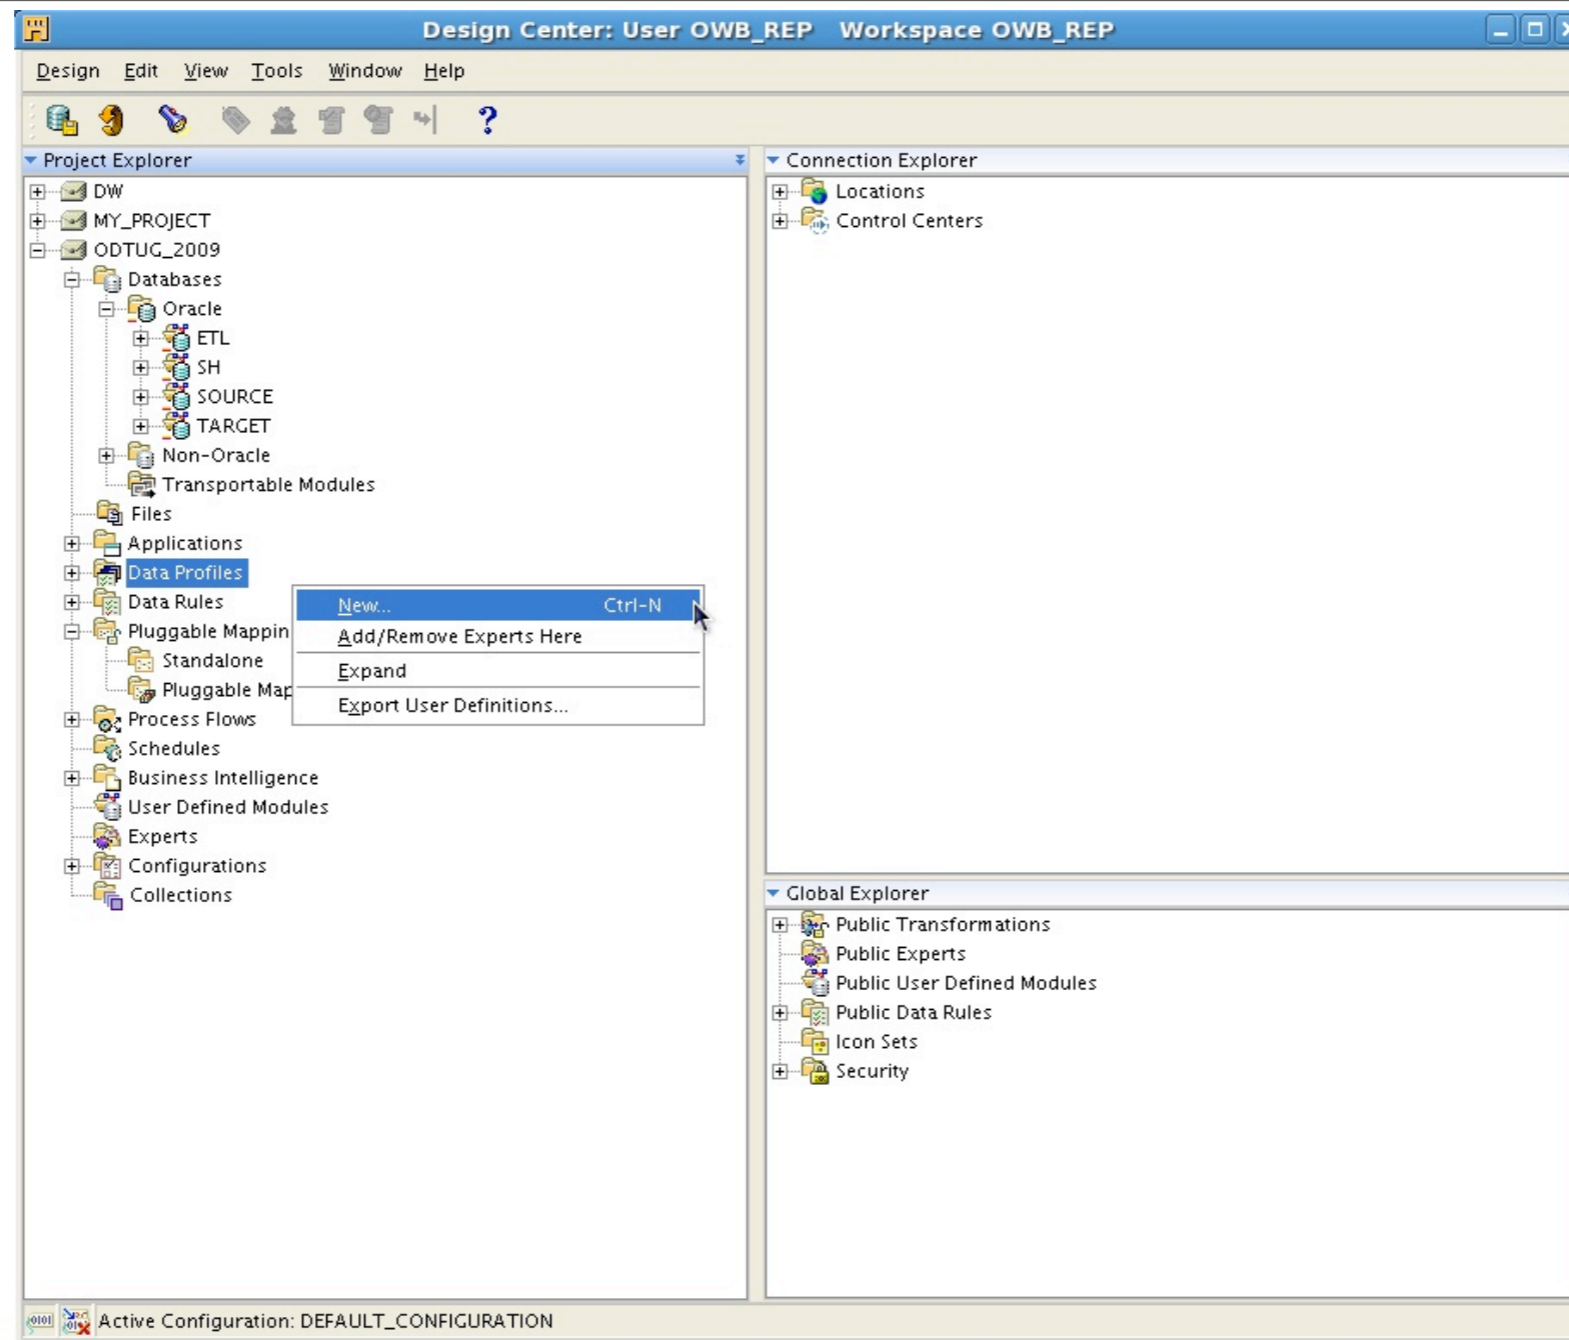 Design Center: User OWB_REP Workspace OWB_REP
Design Edit View Tools Window Help
?
Project Explorer
DW
MY_PROJECT
ODTUG_2009
Databases
Oracle
ETL
SH
SOURCE
TARGET
Non-Oracle
Transportable Modules
Files
Applications
Data Profiles
Data Rules
Pluggable Mappin
Standalone
Pluggable Map
Process Flows
Schedules
Business Intelligence
User Defined Modules
Experts
Configurations
Collections
New... Ctrl-N
Add/Remove Experts Here
Expand
Export User Definitions...
Connection Explorer
Locations
Control Centers
Global Explorer
Public Transformations
Public Experts
Public User Defined Modules
Public Data Rules
Icon Sets
Security
Active Configuration: DEFAULT_CONFIGURATION